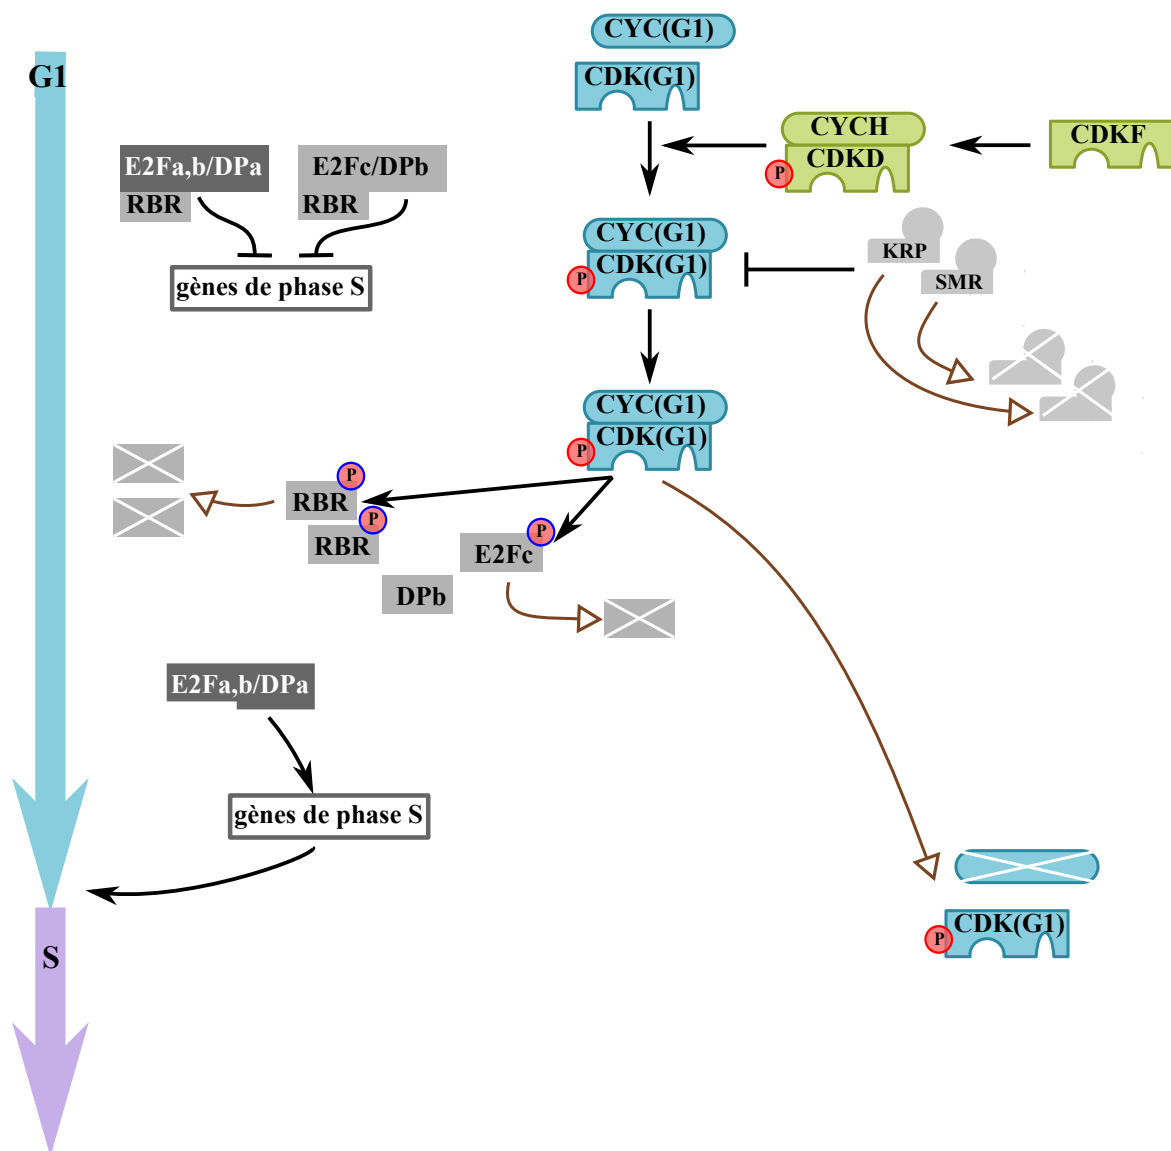 CYC(G1)
G1
CDK(G1)
CYCH
CDKF
E2Fa,b/DPa
E2Fc/DPb
CDKD
P
RBR
RBR
CYC(G1)
KRP
gènes de phase S
CDK(G1)
P
SMR
CYC(G1)
CDK(G1)
P
P
RBR
P
RBR
P
E2Fc
DPb
E2Fa,b/DPa
gènes de phase S
CDK(G1)
P
S